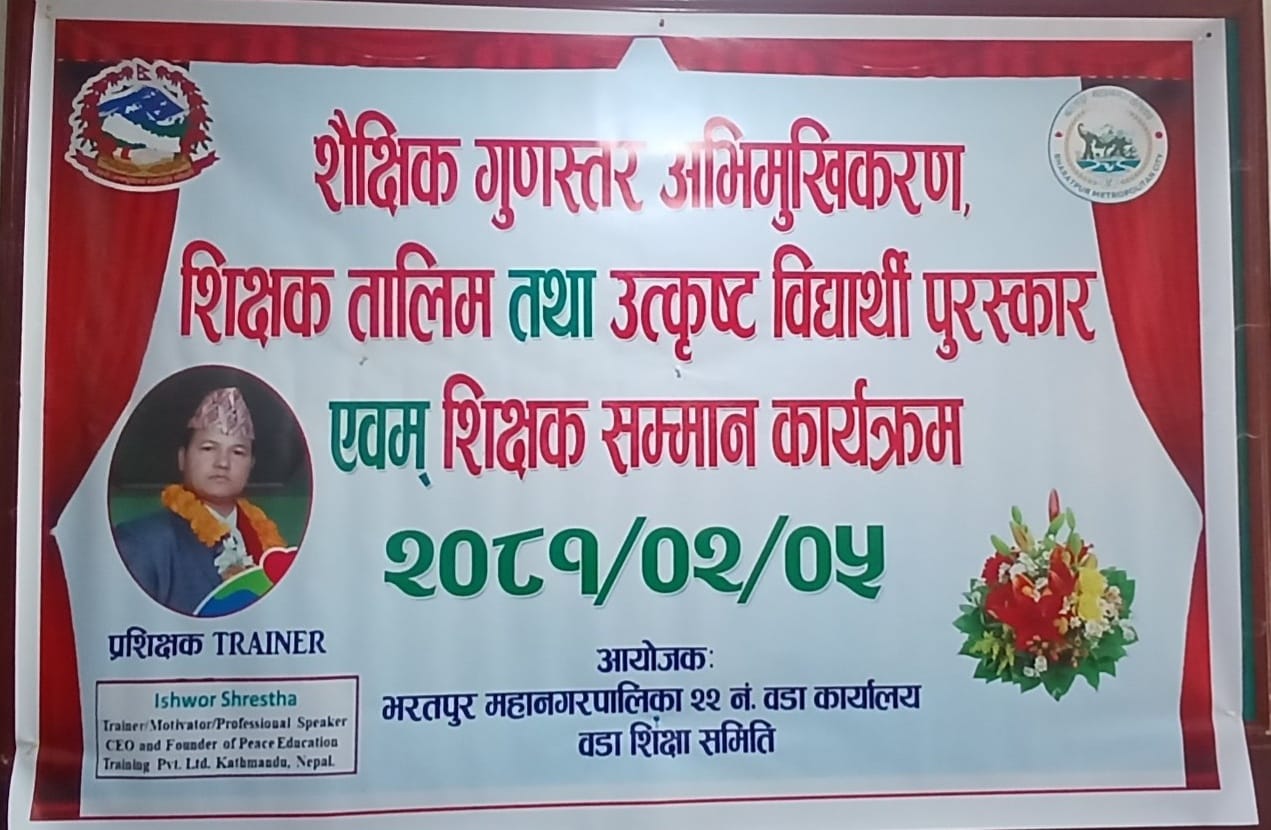 शैक्षिक गुणस्तर अभिमुखिकरण,
शिक्षक तालिम तथा उत्कृष्ट विद्यार्थी पुरस्कार
एवम् शिक्षक सम्मान कार्यक्रम
२०८१/०२/०५
प्रशिक्षक TRAINER
Ishwor Shrestha
Trainer/Motivator/Professional Speaker
CEO and Founder of Peace Education
Training Pvt. Ltd. Kathmandu, Nepal.
आयोजकः
भरतपुर महानगरपालिका २२ नं. वडा कार्यालय
वडा शिक्षा समिति
BHARATPUR METROPOLITAN CITY